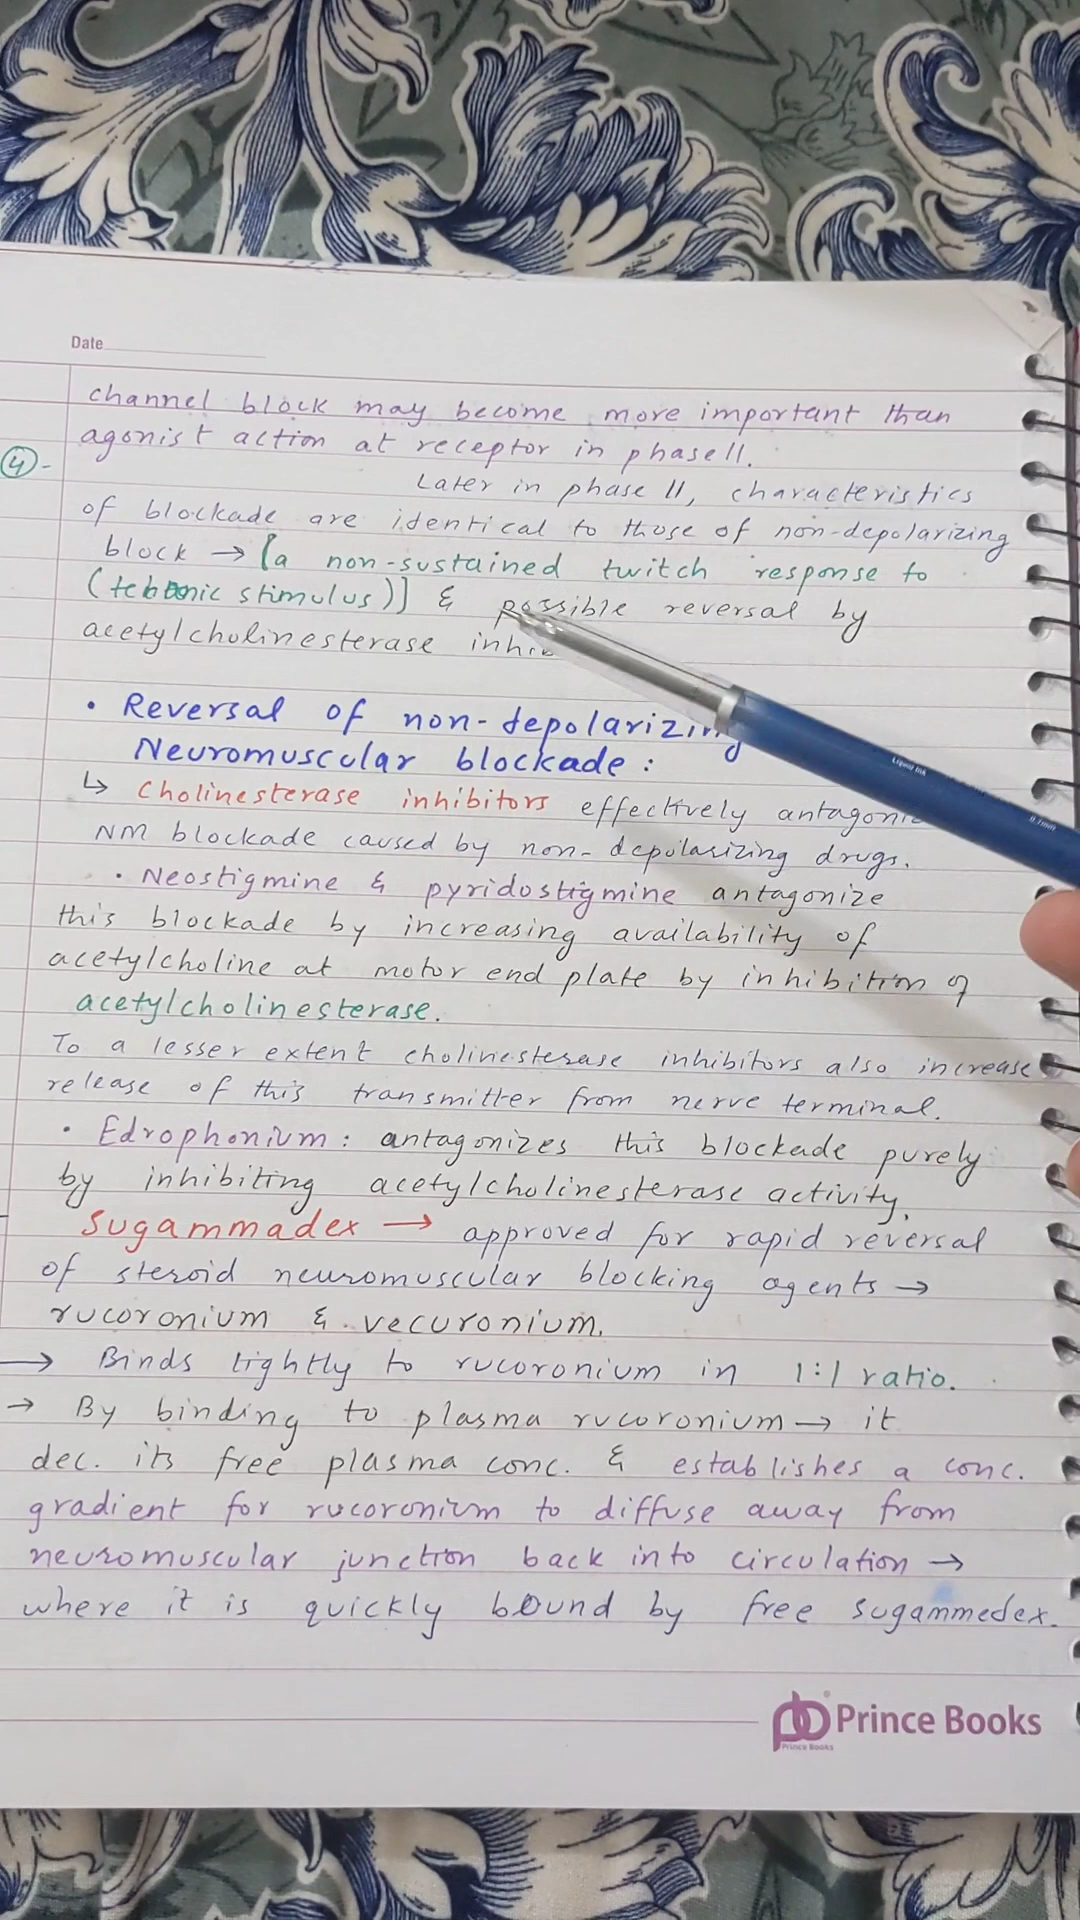 Date
channel block may become more important than
agonist action at receptor in phase II.
④-
Later in phase II, characteristics
of blockade are identical to those of non-depolarizing
block → [a non-sustained twitch response to
stimulus)] & possible reversal by
acetylcholinesterase
• Reversal of non-depolarizing
Neuromuscular blockade :
↳ Cholinesterase inhibitors effectively
NM blockade caused by non-depolarizing drugs.
• Neostigmine & pyridostigmine antagonize
this blockade by increasing availability of
acetylcholine at motor end plate by inhibition of
acetylcholinesterase.
To a lesser extent cholinesterase inhibitors also increase
release of this transmitter from nerve terminal.
• Edrophonium : antagonizes this blockade purely
by inhibiting acetylcholinesterase activity.
Sugammadex → approved for rapid reversal
of steroid neuromuscular blocking agents →
rucoronium & vecuronium.
→ Binds tightly to rucoronium in 1:1 ratio.
→ By binding to plasma rucoronium → it
dec. its free plasma conc. & establishes a conc.
gradient for rucoronium to diffuse away from
neuromuscular junction back into circulation →
where it is quickly bound by free sugammedex.
Prince Books
Prince Books